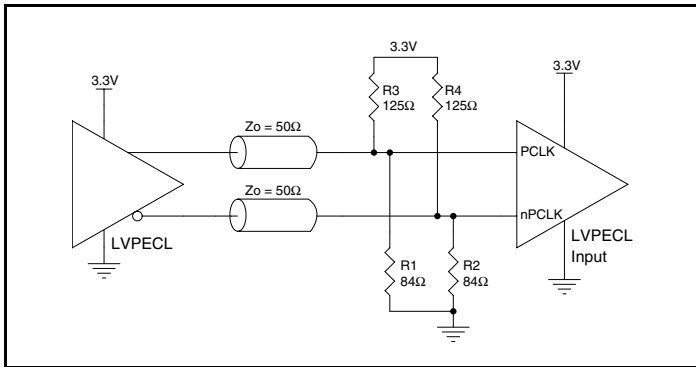 3.3V
3.3V
3.3V
R3
125Ω
R4
125Ω
Zo = 50Ω
PCLK
Zo = 50Ω
nPCLK
LVPECL
LVPECL
Input
R1
84Ω
R2
84Ω